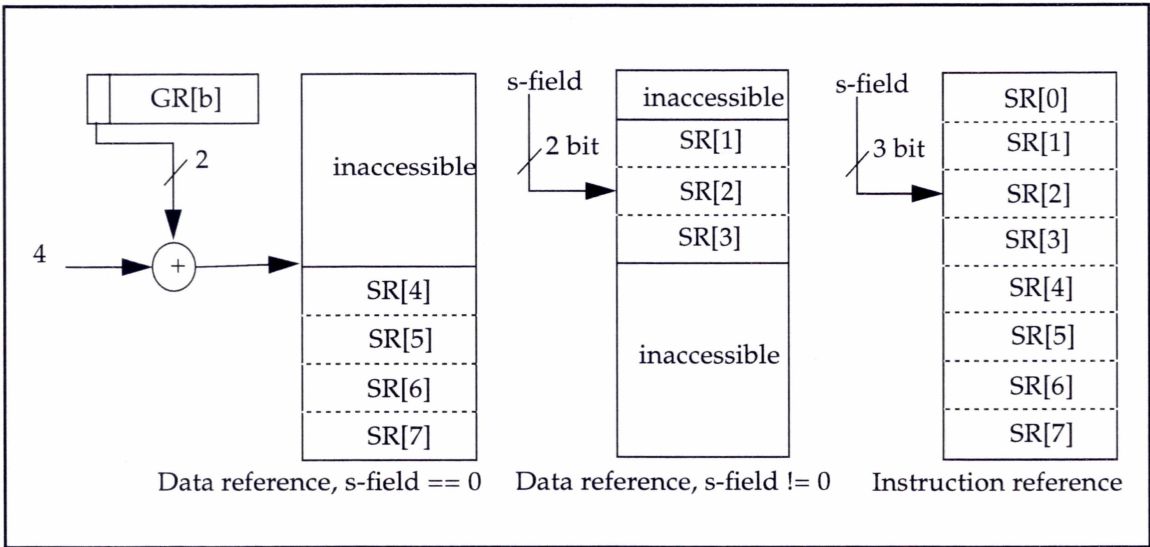 GR[b]
2
4
+
inaccessible
SR[4]
SR[5]
SR[6]
SR[7]
Data reference, s-field == 0
s-field
2 bit
inaccessible
SR[1]
SR[2]
SR[3]
inaccessible
Data reference, s-field != 0
s-field
3 bit
SR[0]
SR[1]
SR[2]
SR[3]
SR[4]
SR[5]
SR[6]
SR[7]
Instruction reference